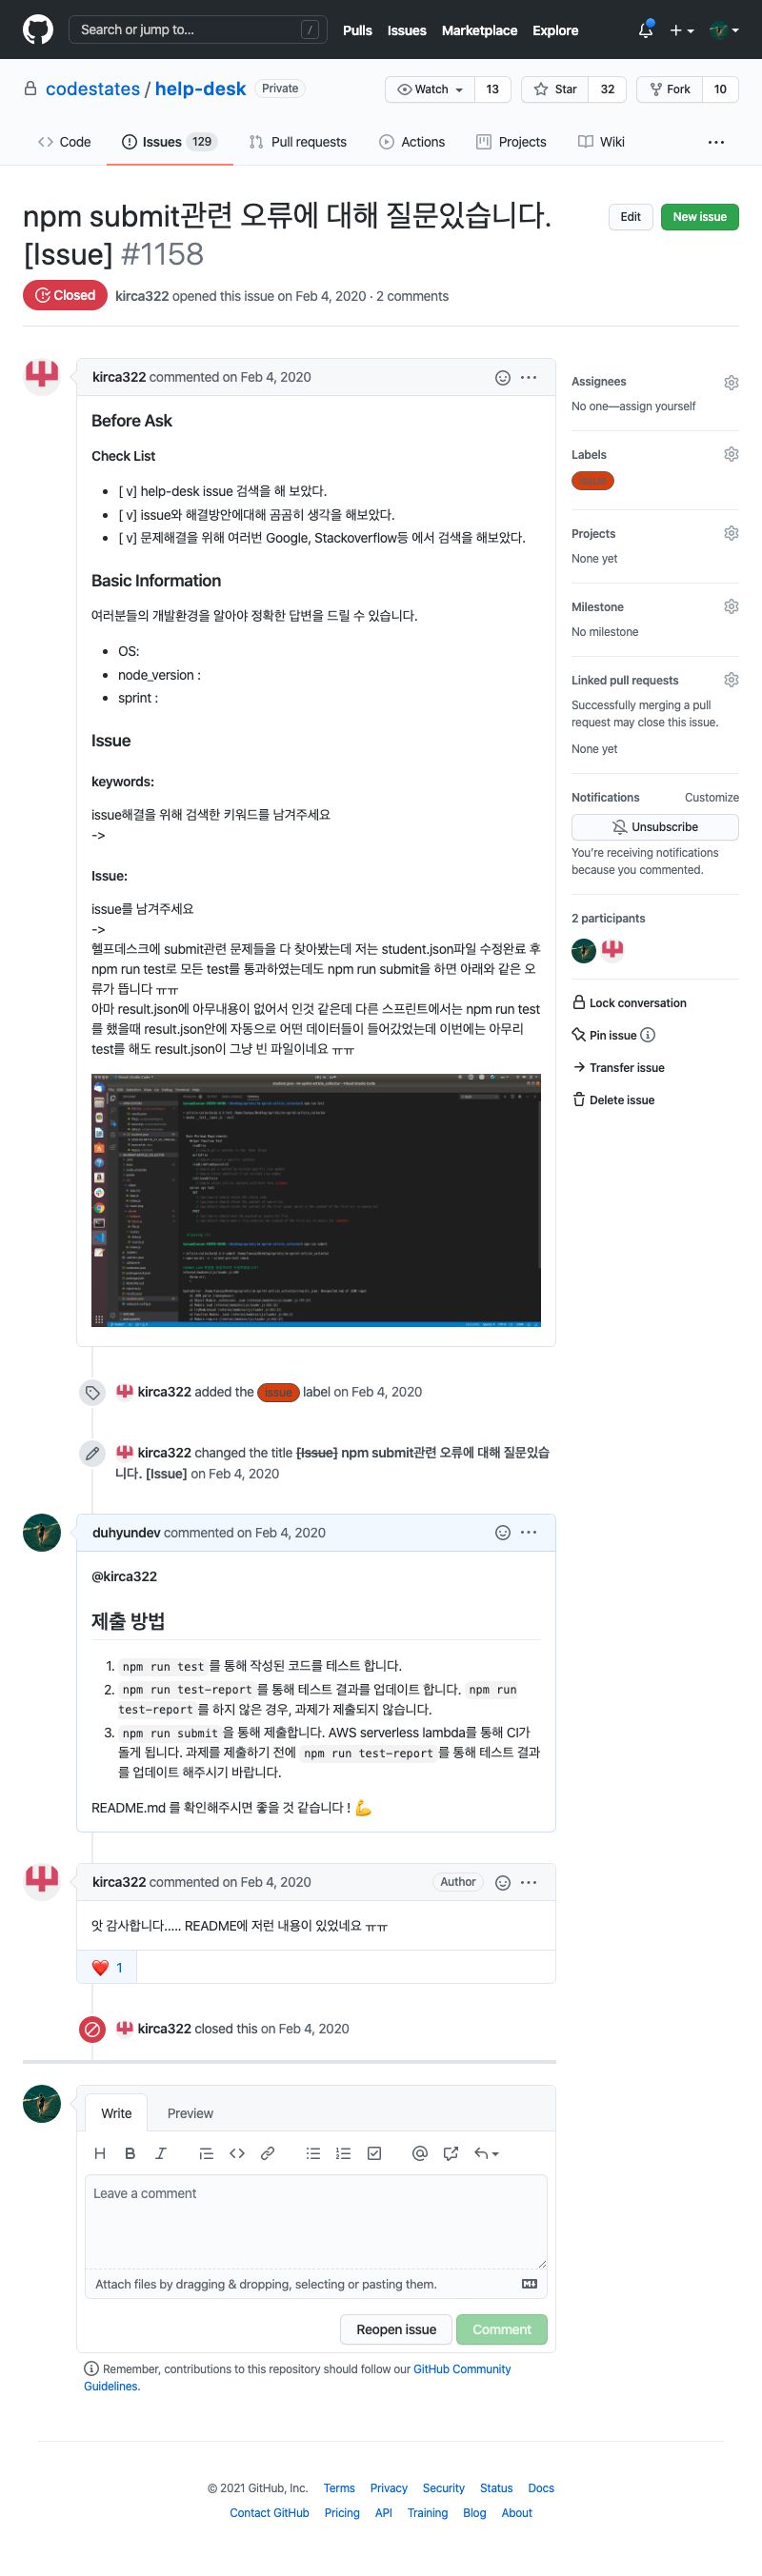 Search or jump to...
/
Pulls Issues Marketplace Explore
codestates / help-desk Private
Watch 13 Star 32 Fork 10
Code Issues 129 Pull requests Actions Projects Wiki
npm submit관련 오류에 대해 질문있습니다.
[Issue] #1158
Edit New issue
Closed kirca322 opened this issue on Feb 4, 2020 · 2 comments
kirca322 commented on Feb 4, 2020
Before Ask
Check List
[ v] help-desk issue 검색을 해 보았다.
[ v] issue와 해결방안에대해 곰곰히 생각을 해보았다.
[ v] 문제해결을 위해 여러번 Google, Stackoverflow등 에서 검색을 해보았다.
Basic Information
여러분들의 개발환경을 알아야 정확한 답변을 드릴 수 있습니다.
OS:
node_version :
sprint :
Issue
keywords:
issue해결을 위해 검색한 키워드를 남겨주세요
->
Issue:
issue를 남겨주세요
->
헬프데스크에 submit관련 문제들을 다 찾아봤는데 저는 student.json파일 수정완료 후
npm run test로 모든 test를 통과하였는데도 npm run submit을 하면 아래와 같은 오
류가 뜹니다 ㅠㅠ
아마 result.json에 아무내용이 없어서 인것 같은데 다른 스프린트에서는 npm run test
를 했을때 result.json안에 자동으로 어떤 데이터들이 들어갔었는데 이번에는 아무리
test를 해도 result.json이 그냥 빈 파일이네요 ㅠㅠ
Assignees
No one—assign yourself
Labels
issue
Projects
None yet
Milestone
No milestone
Linked pull requests
Successfully merging a pull
request may close this issue.
None yet
Notifications Customize
Unsubscribe
You're receiving notifications
because you commented.
2 participants
Lock conversation
Pin issue
Transfer issue
Delete issue
kirca322 added the issue label on Feb 4, 2020
kirca322 changed the title [Issue] npm submit관련 오류에 대해 질문있습
니다. [Issue] on Feb 4, 2020
duhyundev commented on Feb 4, 2020
@kirca322
제출 방법
1. npm run test 를 통해 작성된 코드를 테스트 합니다.
2. npm run test-report 를 통해 테스트 결과를 업데이트 합니다. npm run
test-report 를 하지 않은 경우, 과제가 제출되지 않습니다.
3. npm run submit 을 통해 제출합니다. AWS serverless lambda를 통해 CI가
돌게 됩니다. 과제를 제출하기 전에 npm run test-report 를 통해 테스트 결과
를 업데이트 해주시기 바랍니다.
README.md 를 확인해주시면 좋을 것 같습니다 ! 💪
kirca322 commented on Feb 4, 2020 Author
앗 감사합니다..... README에 저런 내용이 있었네요 ㅠㅠ
❤️ 1
kirca322 closed this on Feb 4, 2020
Write Preview
Leave a comment
Attach files by dragging & dropping, selecting or pasting them.
Reopen issue Comment
Remember, contributions to this repository should follow our GitHub Community
Guidelines.
© 2021 GitHub, Inc. Terms Privacy Security Status Docs
Contact GitHub Pricing API Training Blog About